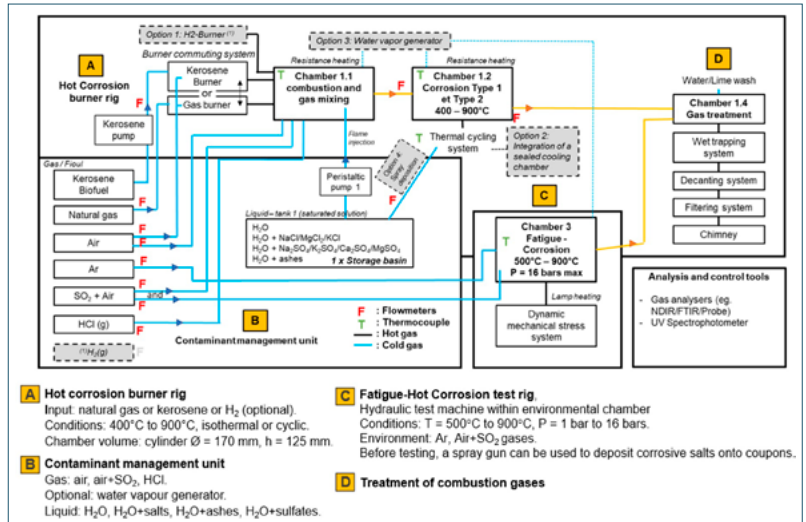 Option 1: H2-Burner (1)
Option 3: Water vapor generator
Burner commuting system
Resistance heating
Resistance heating
A
Hot Corrosion
burner rig
Kerosene
Burner
or
Gas burner
T
Chamber 1.1
combustion and
gas mixing
F
T
Chamber 1.2
Corrosion Type 1
et Type 2
400 – 900°C
F
D
Water/Lime wash
Chamber 1.4
Gas treatment
F
Kerosene
pump
Flame
injection
T
Thermal cycling
system
Option 2:
Integration of a
sealed cooling
chamber
Wet trapping
system
Decanting system
Filtering system
Chimney
Gas / Fioul
Kerosene
Biofuel
Natural gas
F
Air
F
F
Ar
F
SO2 + Air
and
F
F
HCl (g)
F
(1)H2(g)
F
Peristaltic
pump 1
Option 4:
Spray
deposition
F
Liquid – tank 1 (saturated solution)
H2O
H2O + NaCl/MgCl2/KCl
H2O + Na2SO4/K2SO4/Ca2SO4/MgSO4
H2O + ashes
1 x Storage basin
C
T
Chamber 3
Fatigue -
Corrosion
500°C – 900°C
P = 16 bars max
F
Lamp heating
Dynamic
mechanical stress
system
Analysis and control tools
- Gas analysers (eg.
NDIR/FTIR/Probe)
- UV Spectrophotometer
B
Contaminant management unit
F : Flowmeters
T : Thermocouple
: Hot gas
: Cold gas
A Hot corrosion burner rig
Input: natural gas or kerosene or H2 (optional).
Conditions: 400°C to 900°C, isothermal or cyclic.
Chamber volume: cylinder Ø = 170 mm, h = 125 mm.
B Contaminant management unit
Gas: air, air+SO2, HCl.
Optional: water vapour generator.
Liquid: H2O, H2O+salts, H2O+ashes, H2O+sulfates.
C Fatigue-Hot Corrosion test rig,
Hydraulic test machine within environmental chamber
Conditions: T = 500°C to 900°C, P = 1 bar to 16 bars.
Environment: Ar, Air+SO2 gases.
Before testing, a spray gun can be used to deposit corrosive salts onto coupons.
D Treatment of combustion gases